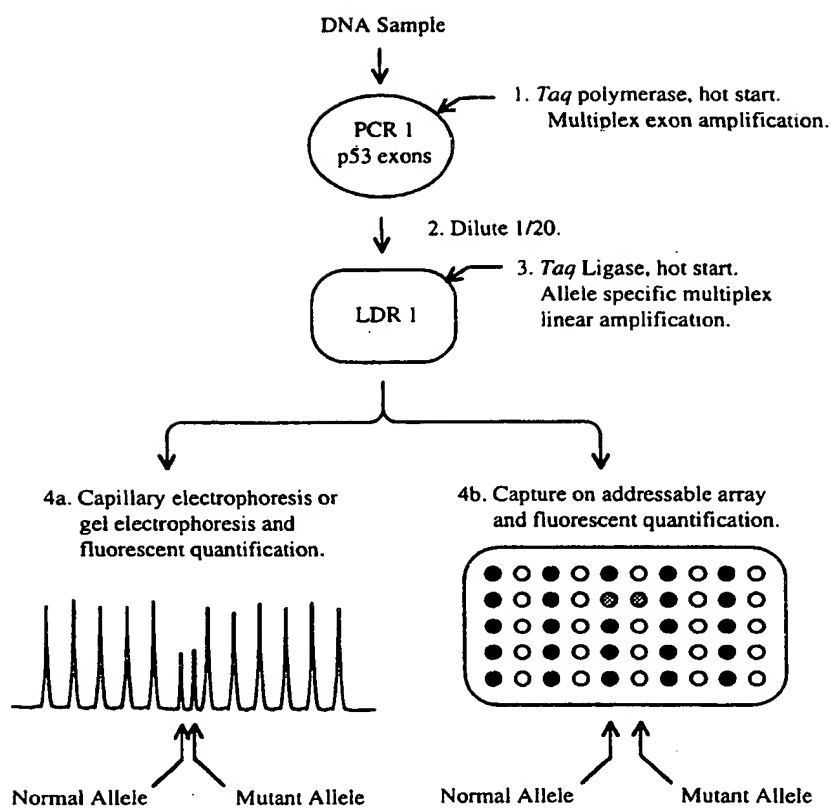 DNA Sample
1. Taq polymerase, hot start.
Multiplex exon amplification.
PCR 1
p53 exons
2. Dilute 1/20.
3. Taq Ligase, hot start.
Allele specific multiplex
linear amplification.
LDR 1
4a. Capillary electrophoresis or
gel electrophoresis and
fluorescent quantification.
4b. Capture on addressable array
and fluorescent quantification.
Normal Allele
Mutant Allele
Normal Allele
Mutant Allele